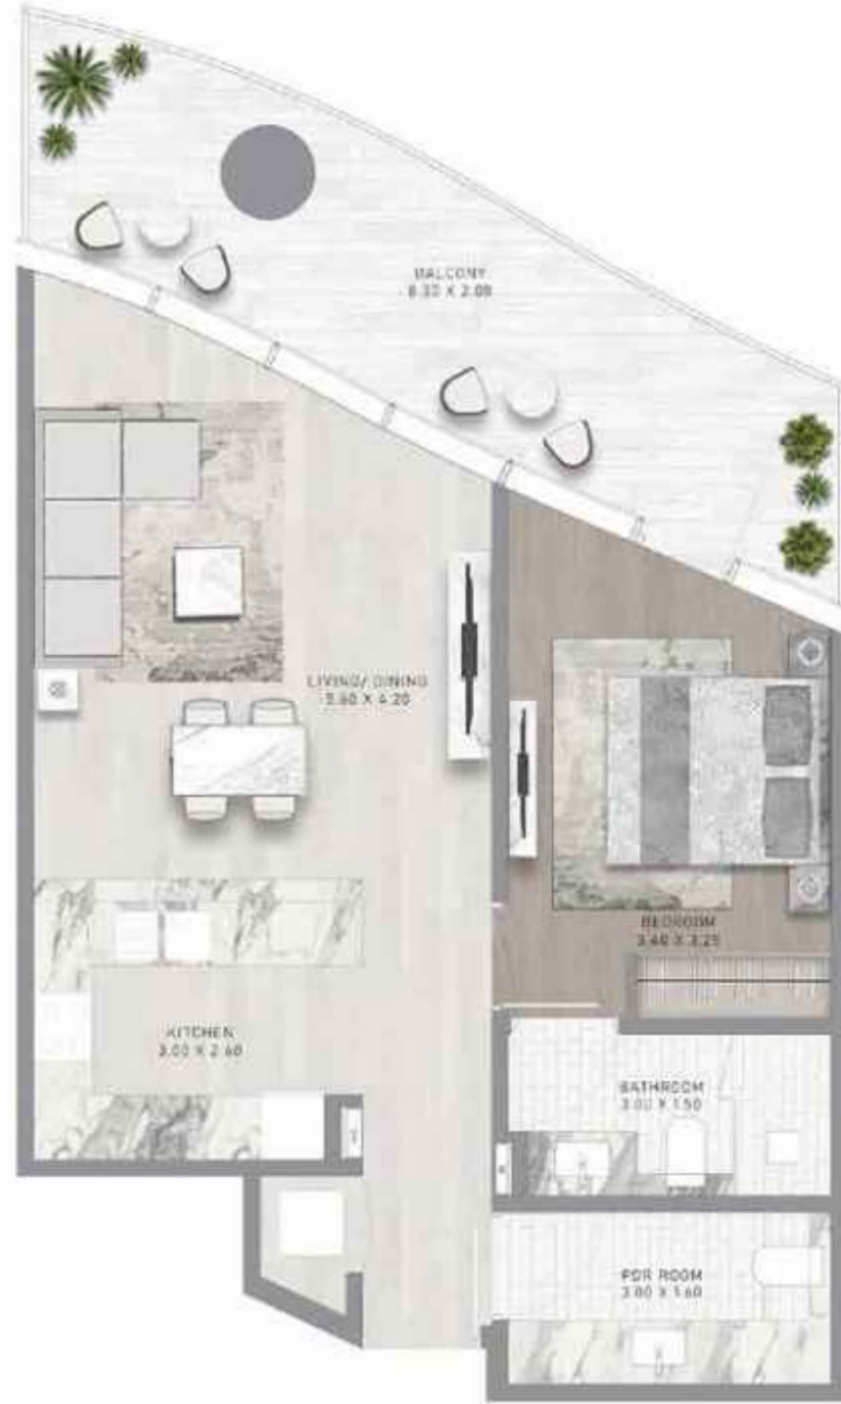 BALCONY
8.30 X 2.00
LIVING/ DINING
5.60 X 4.20
BEDROOM
3.40 X 3.25
KITCHEN
3.00 X 2.60
BATHROOM
3.00 X 1.50
PDR ROOM
3.00 X 1.60